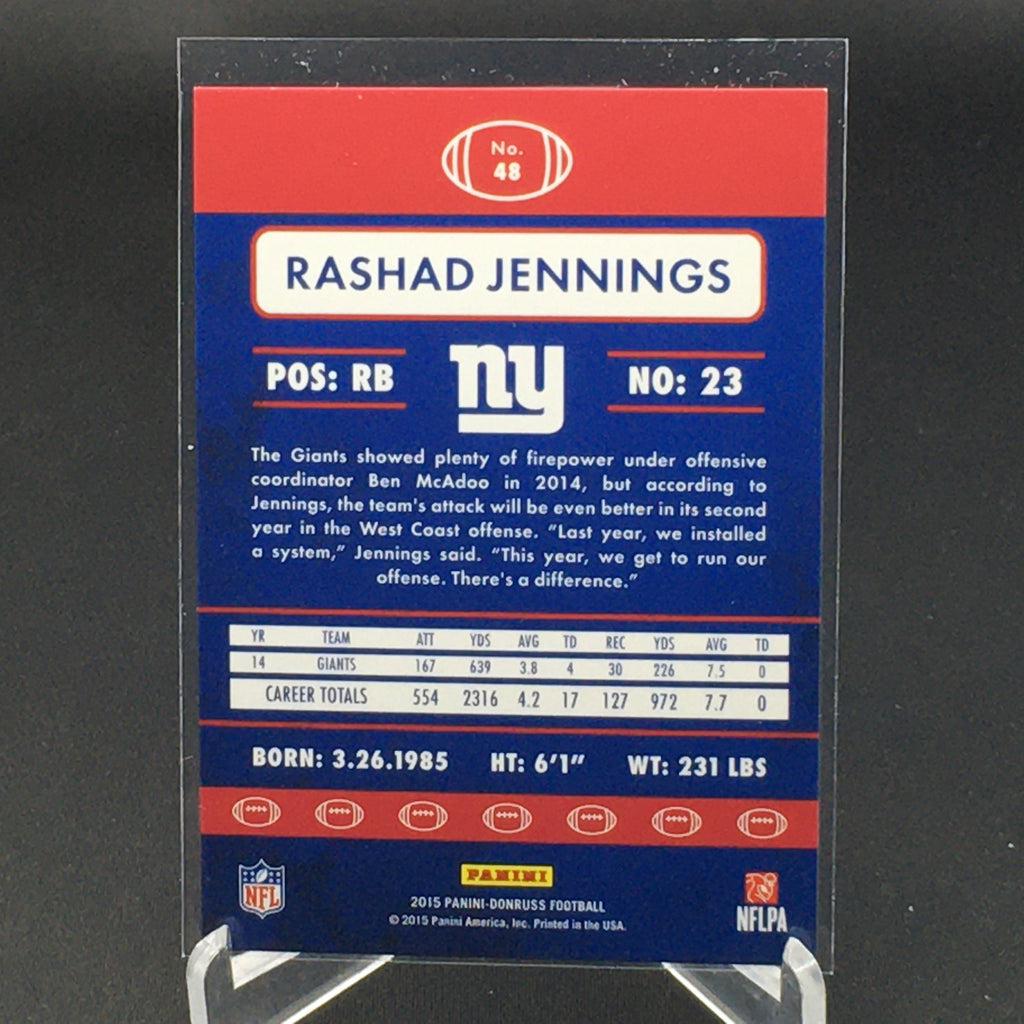 No.
48
RASHAD JENNINGS
POS: RB
ny
NO: 23
The Giants showed plenty of firepower under offensive
coordinator Ben McAdoo in 2014, but according to
Jennings, the team's attack will be even better in its second
year in the West Coast offense. "Last year, we installed
a system," Jennings said. "This year, we get to run our
offense. There's a difference."
YR TEAM ATT YDS AVG TD REC YDS AVG TD
14 GIANTS 167 639 3.8 4 30 226 7.5 0
CAREER TOTALS 554 2316 4.2 17 127 972 7.7 0
BORN: 3.26.1985 HT: 6'1" WT: 231 LBS
NFL
PANINI
2015 PANINI-DONRUSS FOOTBALL
© 2015 Panini America, Inc. Printed in the USA.
NFLPA